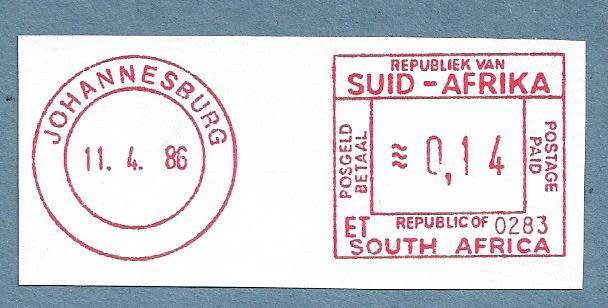 JOHANNESBURG
11. 4. 86
REPUBLIEK VAN
SUID-AFRIKA
POSGELD
BETAAL
≋ 0,14
POSTAGE
PAID
ET REPUBLIC OF 0283
SOUTH AFRICA